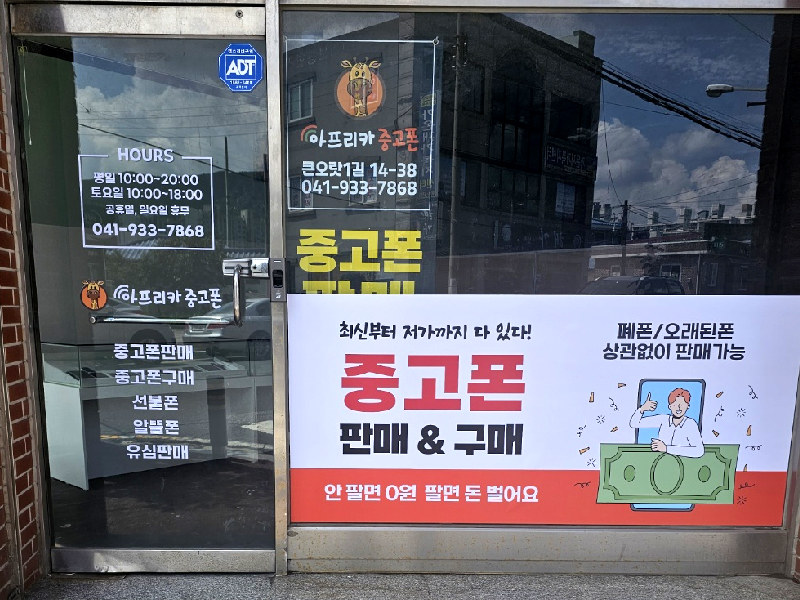 ADT
HOURS
평일 10:00~20:00
토요일 10:00~18:00
공휴일, 일요일 휴무
041-933-7868
아프리카 중고폰
중고폰판매
중고폰구매
선불폰
알뜰폰
유심판매
아프리카 중고폰
큰오랏1길 14-38
041-933-7868
중고폰
판매
최신부터 저가까지 다 있다!
중고폰
판매 & 구매
안 팔면 0원 팔면 돈 벌어요
폐폰/오래된폰
상관없이 판매가능